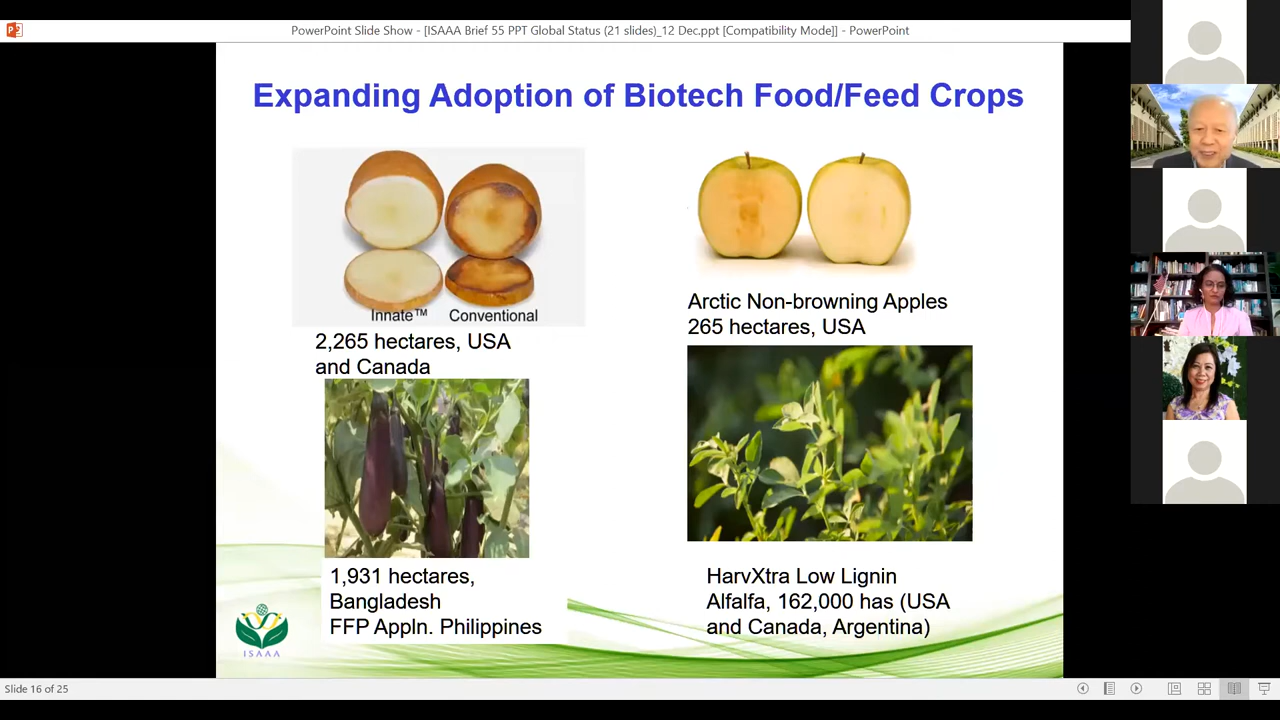 PowerPoint Slide Show - [ISAAA Brief 55 PPT Global Status (21 slides)_12 Dec.ppt [Compatibility Mode]] - PowerPoint
Expanding Adoption of Biotech Food/Feed Crops
Innate™ Conventional
2,265 hectares, USA
and Canada
Arctic Non-browning Apples
265 hectares, USA
1,931 hectares,
Bangladesh
FFP Appln. Philippines
HarvXtra Low Lignin
Alfalfa, 162,000 has (USA
and Canada, Argentina)
ISAAA
Slide 16 of 25